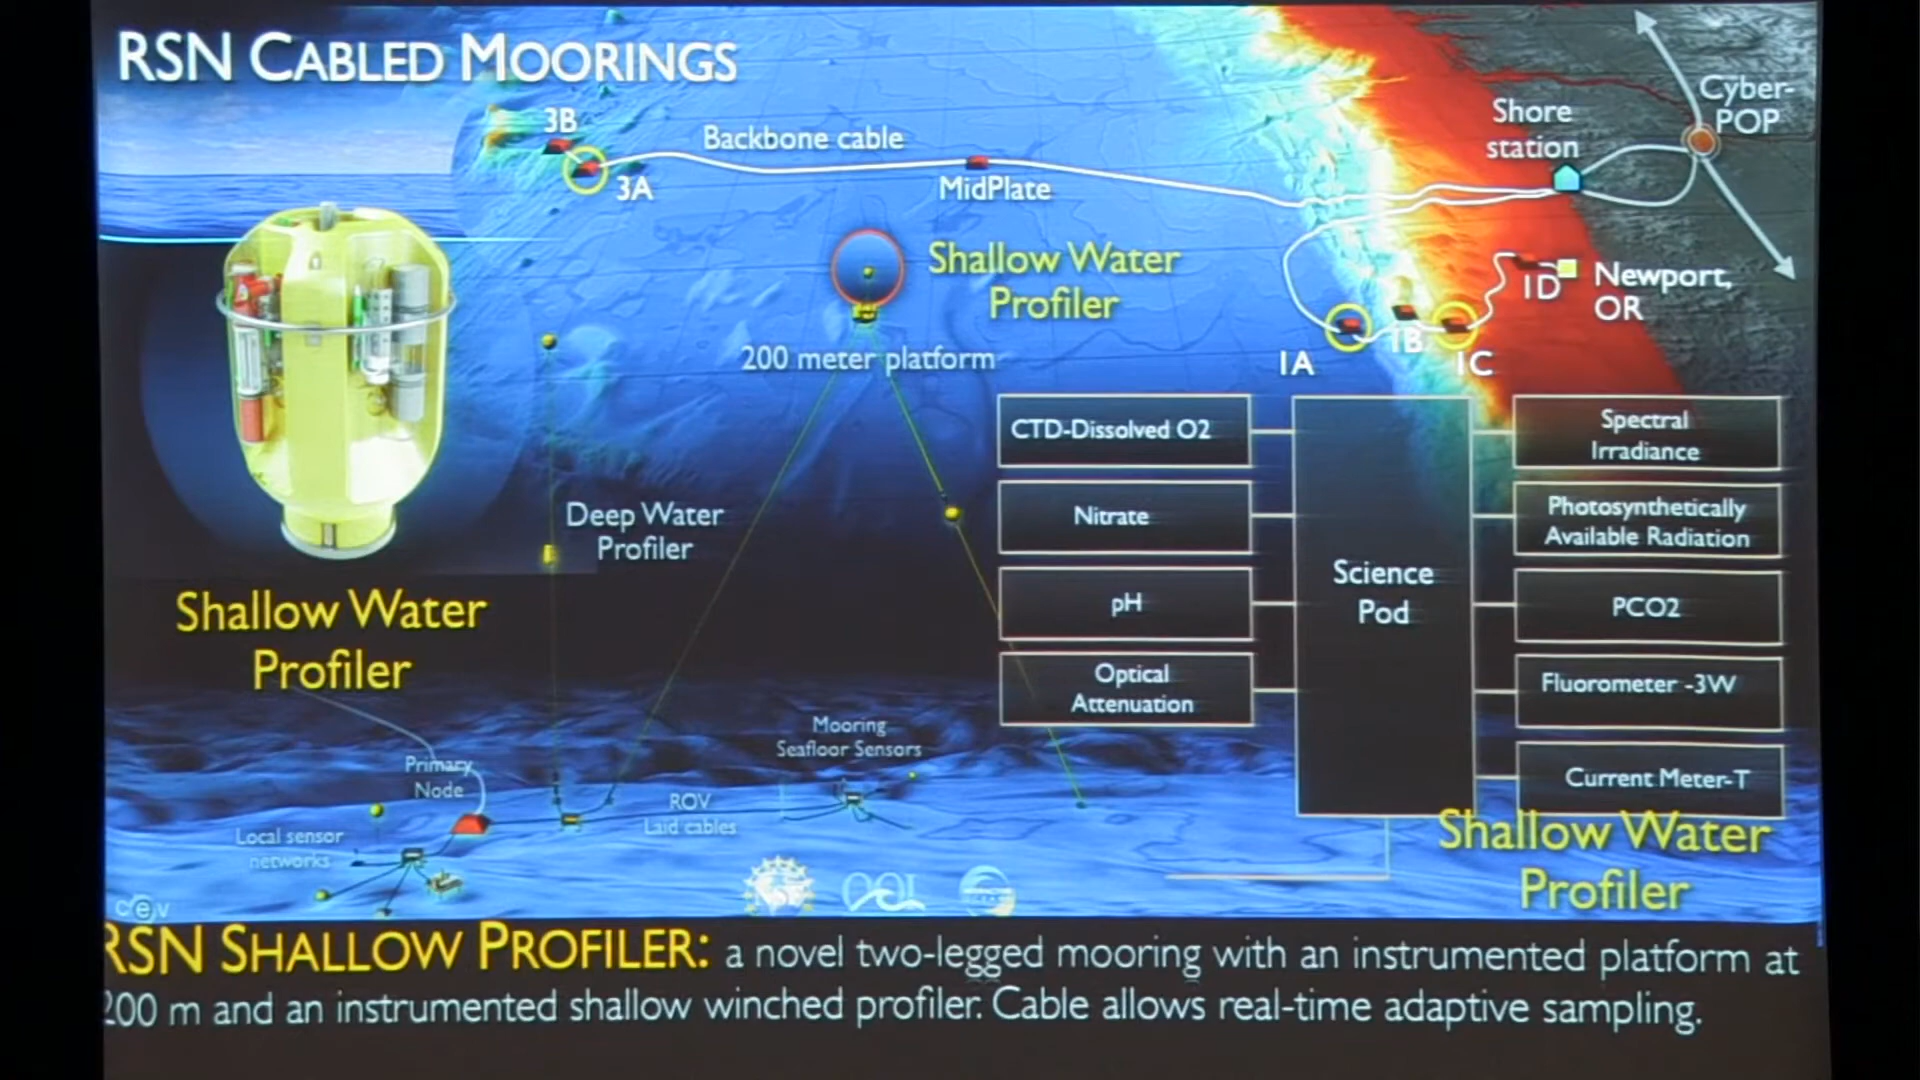 RSN CABLED MOORINGS
3B
3A
Backbone cable
MidPlate
Shore
station
Cyber-
POP
Shallow Water
Profiler
200 meter platform
1A
1B
1C
1D
Newport,
OR
Deep Water
Profiler
Shallow Water
Profiler
CTD-Dissolved O2
Nitrate
pH
Optical
Attenuation
Science
Pod
Spectral
Irradiance
Photosynthetically
Available Radiation
PCO2
Fluorometer -3W
Current Meter-T
Shallow Water
Profiler
Mooring
Seafloor Sensors
Primary
Node
ROV
Laid cables
Local sensor
networks
cev
OOI
RSN SHALLOW PROFILER: a novel two-legged mooring with an instrumented platform at
200 m and an instrumented shallow winched profiler. Cable allows real-time adaptive sampling.